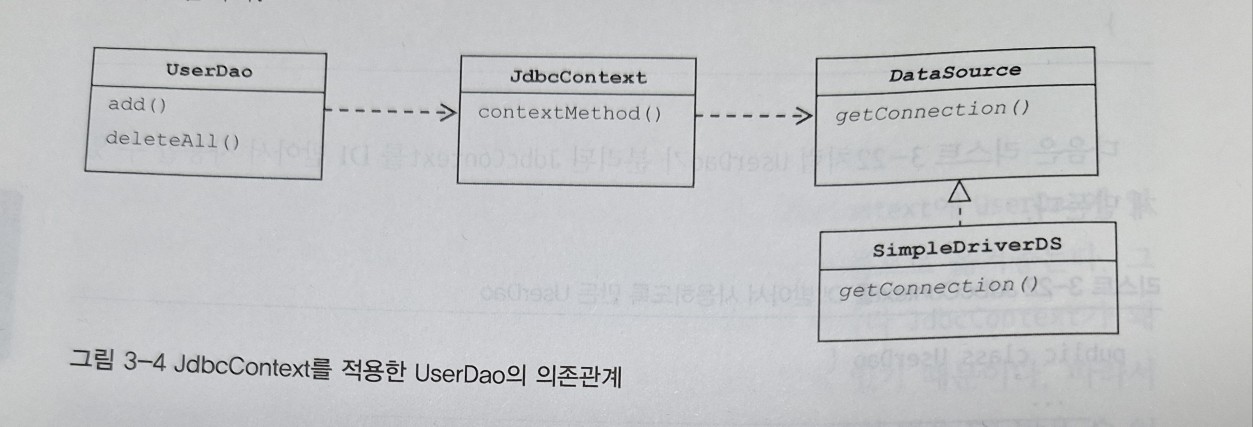 UserDao
add()
deleteAll()
JdbcContext
contextMethod()
DataSource
getConnection()
SimpleDriverDS
getConnection()
그림 3-4 JdbcContext를 적용한 UserDao의 의존관계